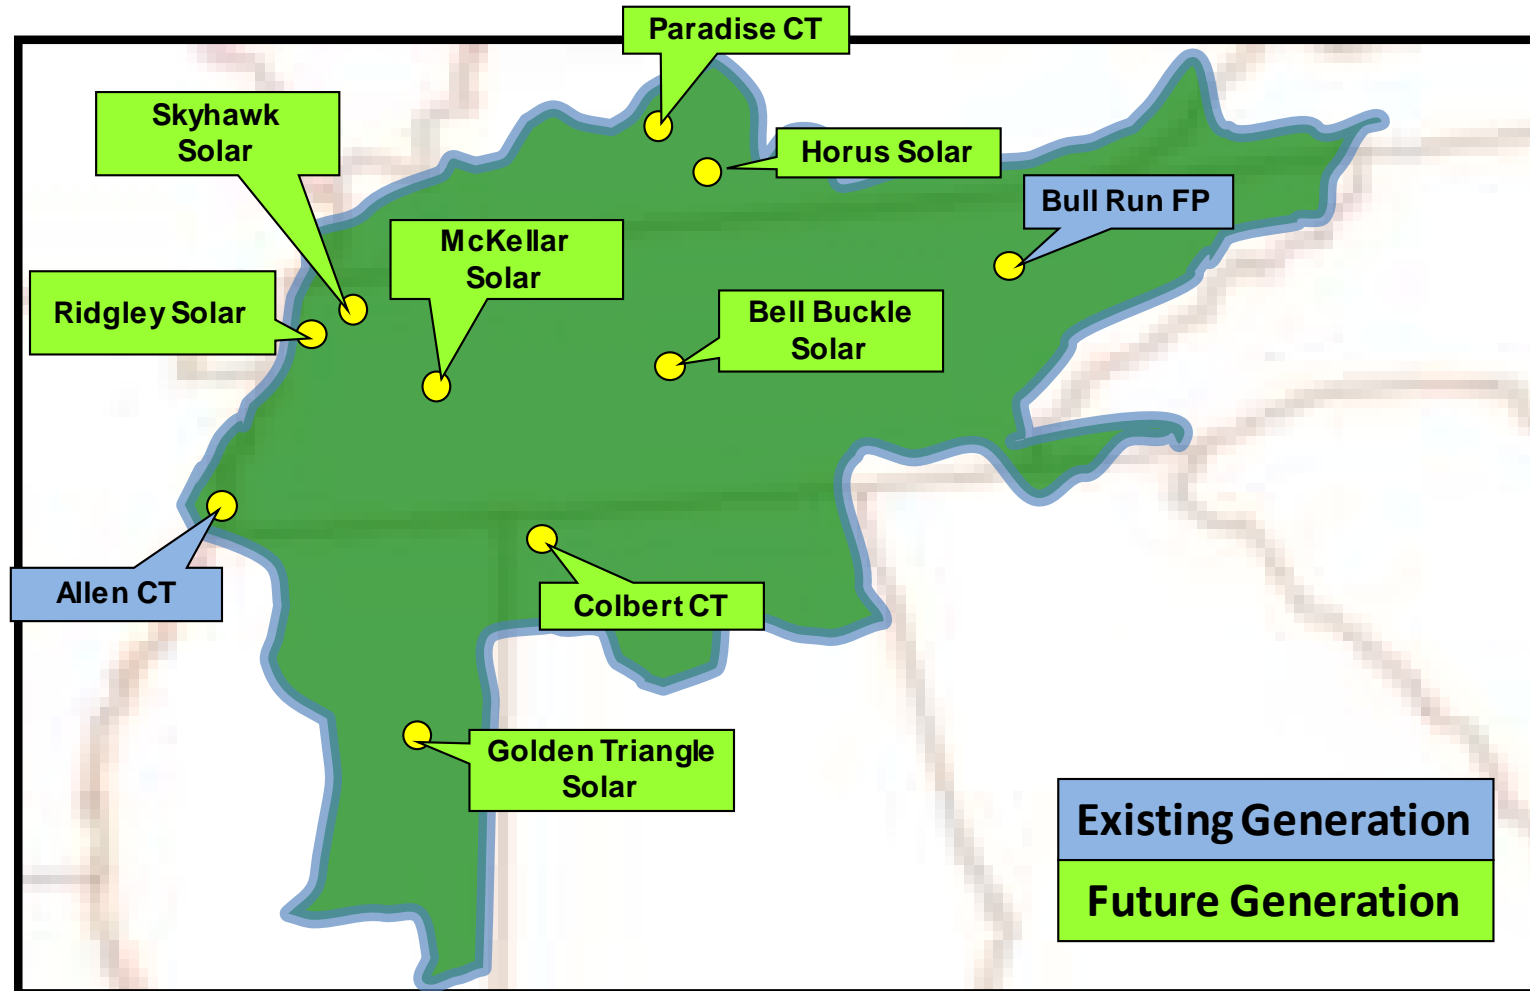 Paradise CT
Skyhawk
Solar
Horus Solar
Bull Run FP
McKellar
Solar
Ridgley Solar
Bell Buckle
Solar
Allen CT
Colbert CT
Golden Triangle
Solar
Existing Generation
Future Generation